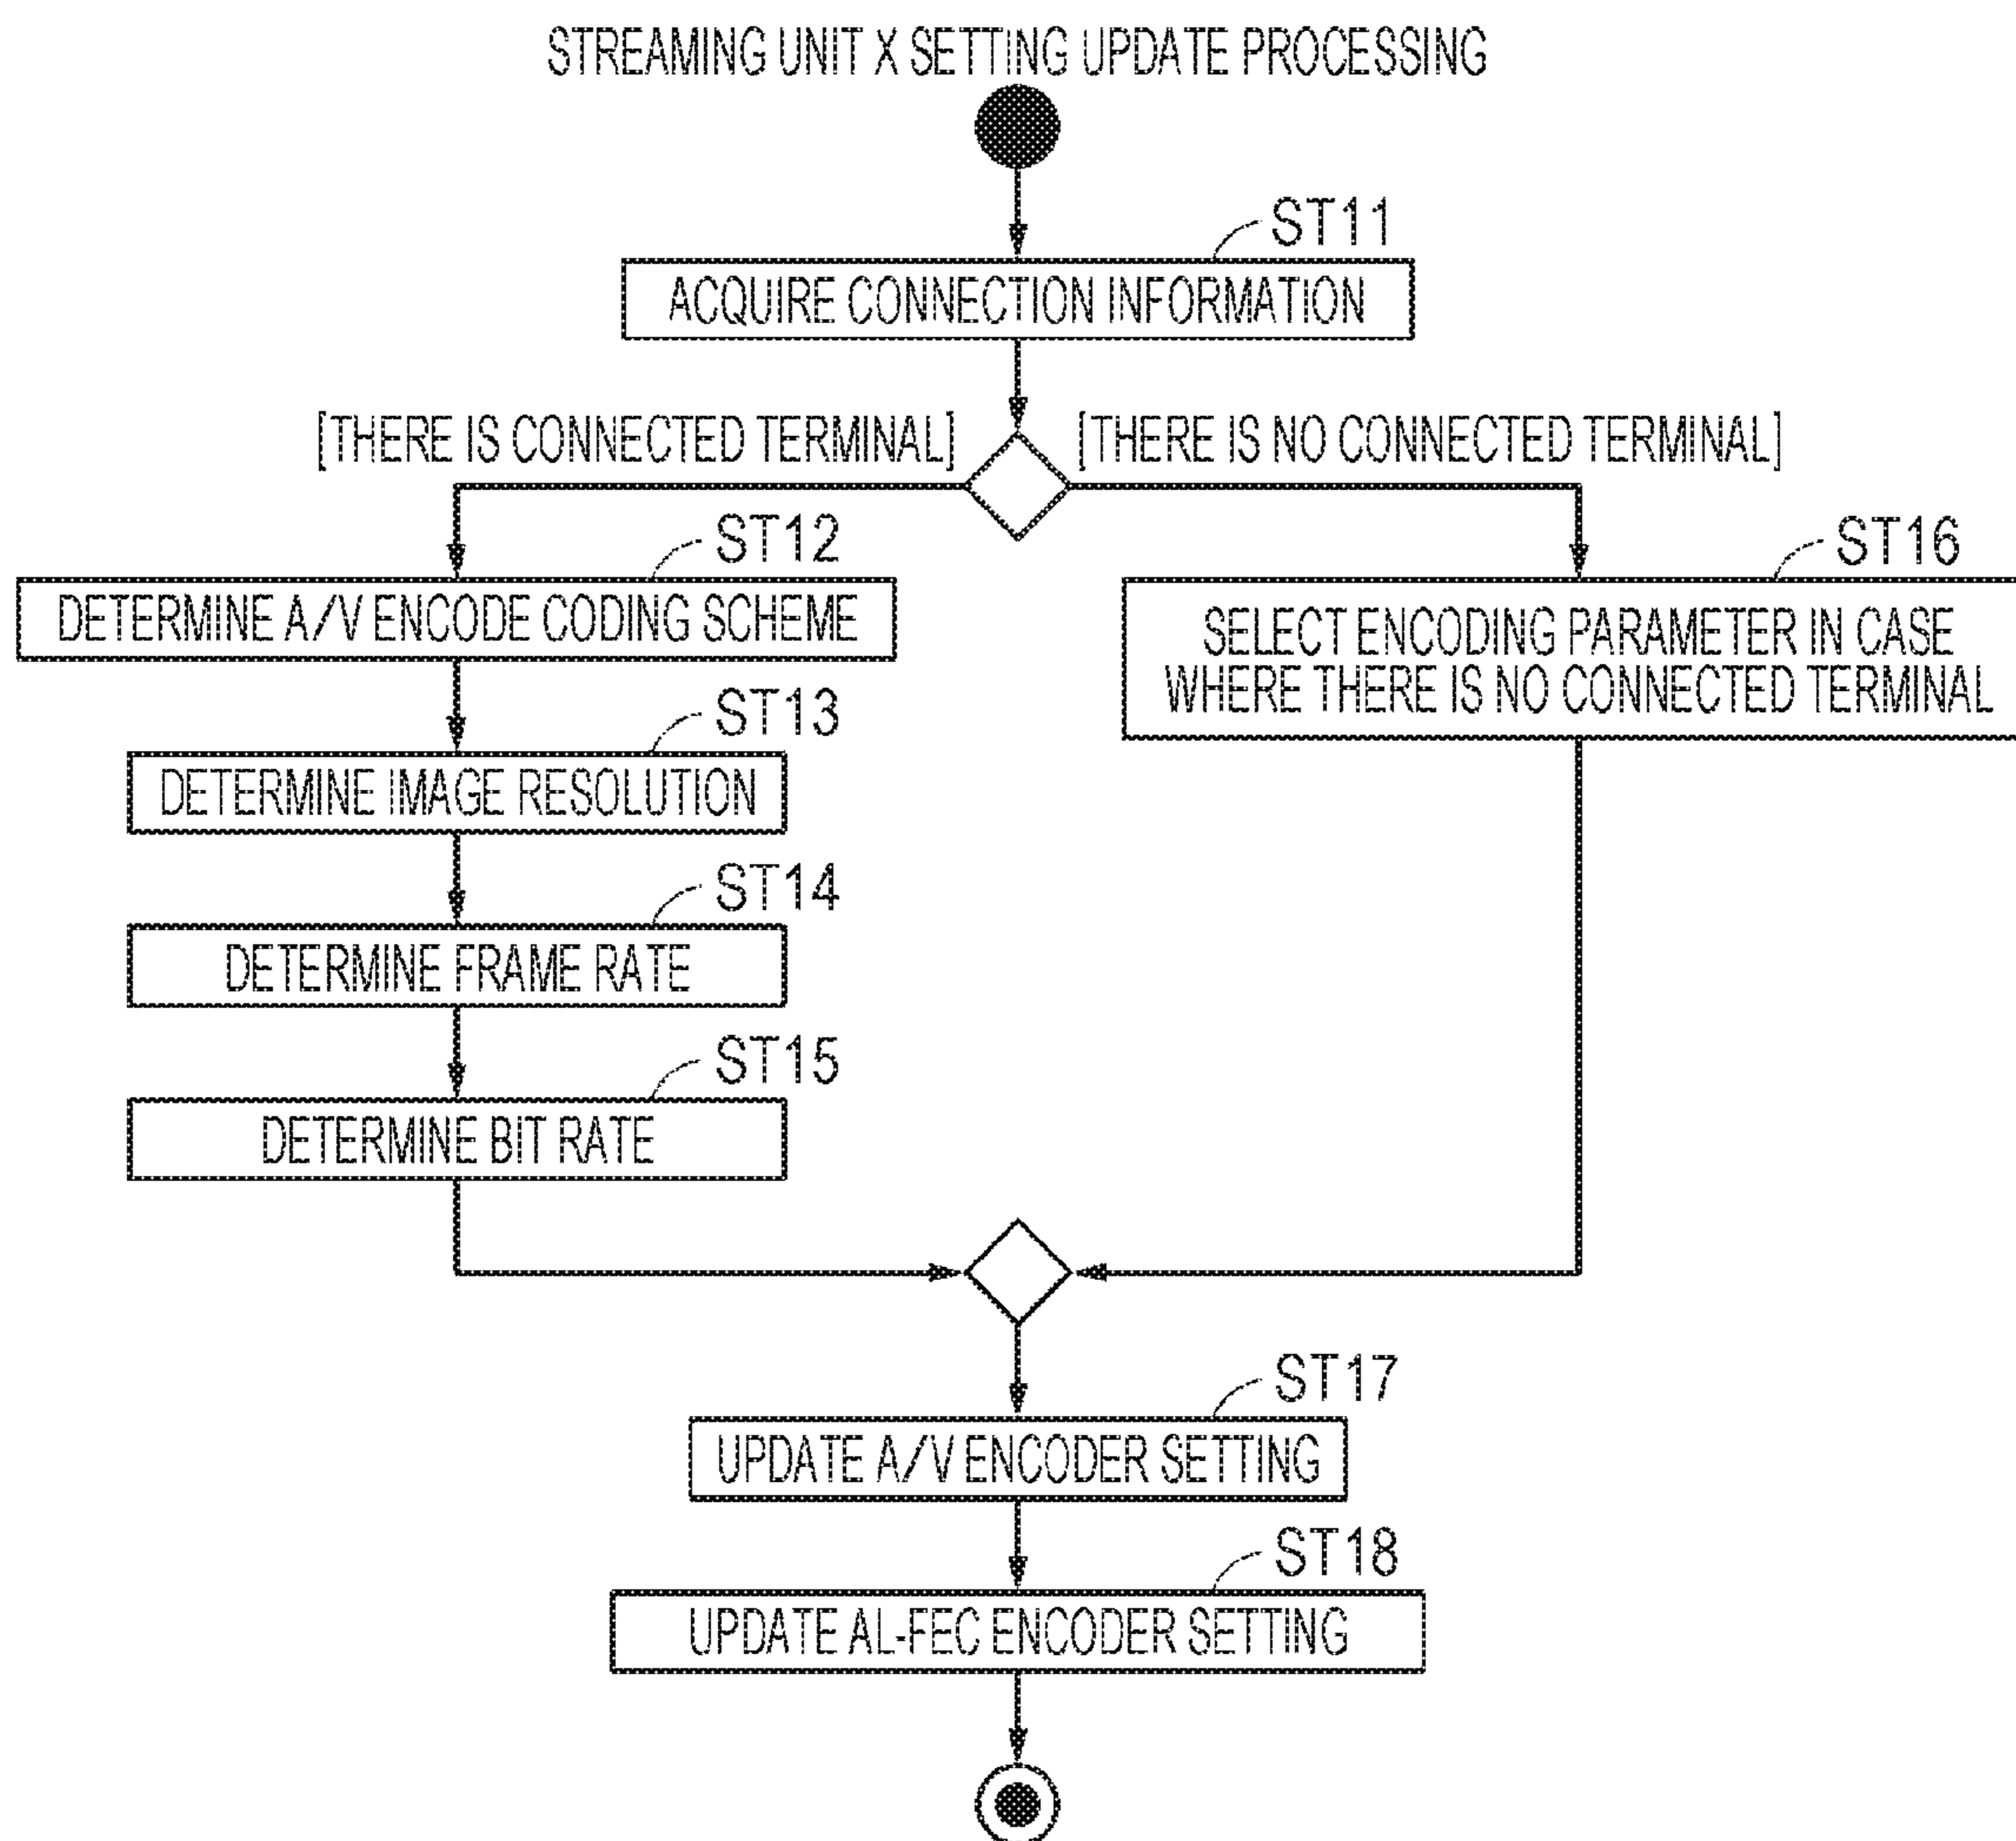 STREAMING UNIT X SETTING UPDATE PROCESSING
ST11
ACQUIRE CONNECTION INFORMATION
[THERE IS CONNECTED TERMINAL]
[THERE IS NO CONNECTED TERMINAL]
ST12
DETERMINE A/V ENCODE CODING SCHEME
ST16
SELECT ENCODING PARAMETER IN CASE
WHERE THERE IS NO CONNECTED TERMINAL
ST13
DETERMINE IMAGE RESOLUTION
ST14
DETERMINE FRAME RATE
ST15
DETERMINE BIT RATE
ST17
UPDATE A/V ENCODER SETTING
ST18
UPDATE AL-FEC ENCODER SETTING